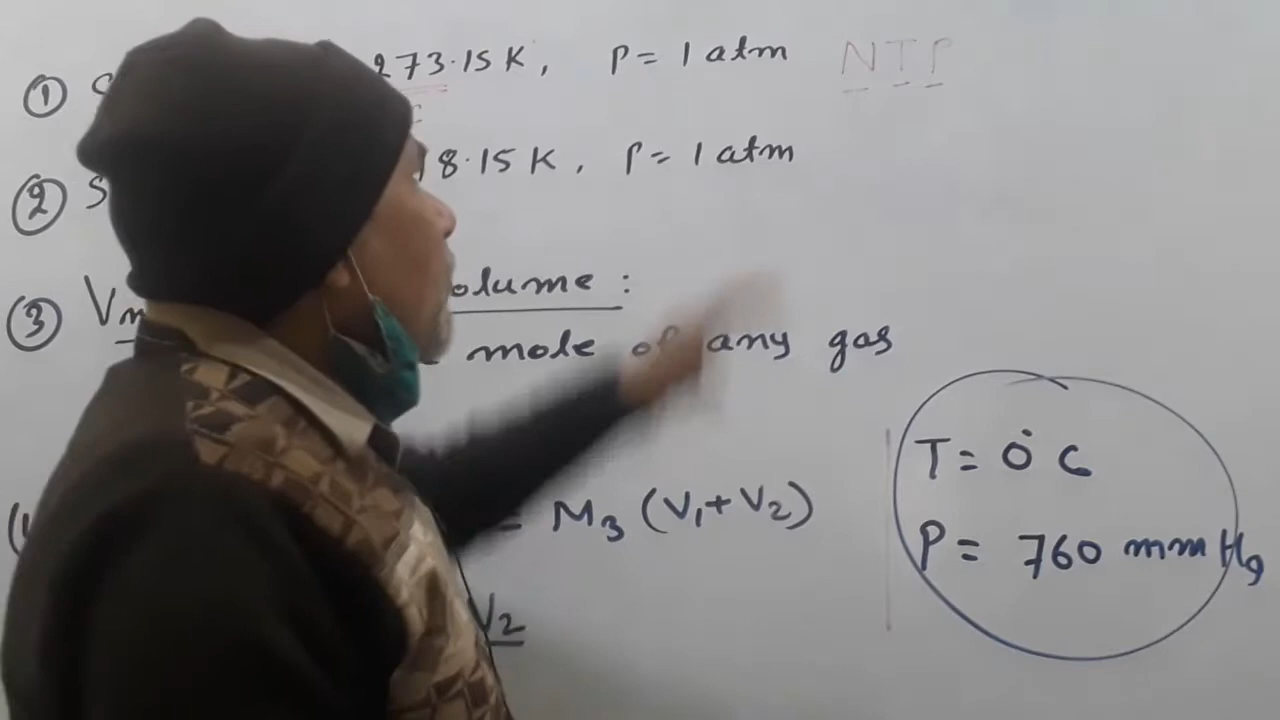 ① S 273.15 K, P = 1 atm NTP
② S 8.15 K, P = 1 atm
③ Vm olume :
mole of any gas
T = 0° C
= M3 (V1 + V2)
P = 760 mm Hg
V2